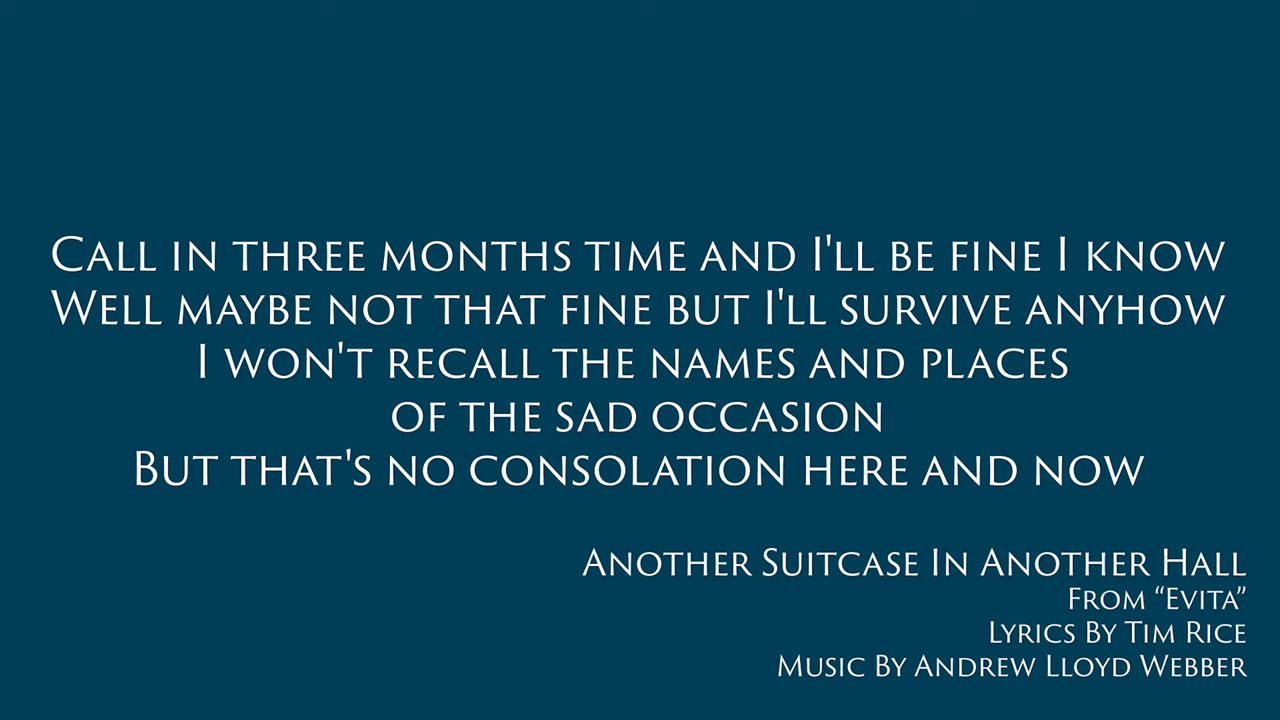 Call in three months time and I'll be fine I know
Well maybe not that fine but I'll survive anyhow
I won't recall the names and places
of the sad occasion
But that's no consolation here and now
Another Suitcase In Another Hall
From “Evita”
Lyrics By Tim Rice
Music By Andrew Lloyd Webber